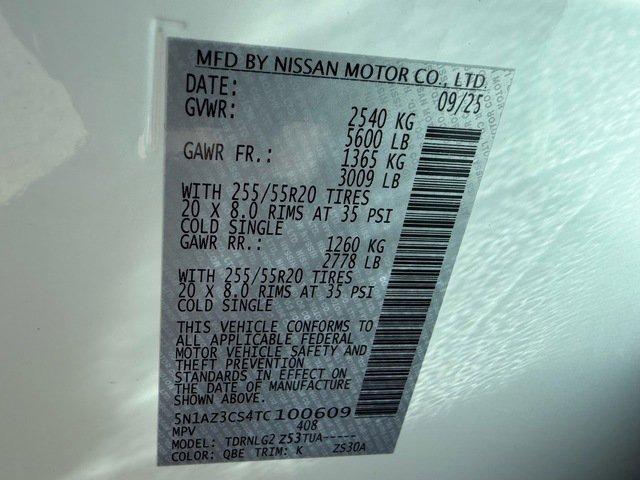 MFD BY NISSAN MOTOR CO., LTD.
DATE: 09/25
GVWR: 2540 KG
5600 LB
GAWR FR.: 1365 KG
3009 LB
WITH 255/55R20 TIRES
20 X 8.0 RIMS AT 35 PSI
COLD SINGLE
GAWR RR.: 1260 KG
2778 LB
WITH 255/55R20 TIRES
20 X 8.0 RIMS AT 35 PSI
COLD SINGLE
THIS VEHICLE CONFORMS TO
ALL APPLICABLE FEDERAL
MOTOR VEHICLE SAFETY AND
THEFT PREVENTION
STANDARDS IN EFFECT ON
THE DATE OF MANUFACTURE
SHOWN ABOVE.
5N1AZ3CS4TC100609
MPV 408
MODEL: TDRNLG2 Z53TUA-----
COLOR: QBE TRIM: K ZS30A